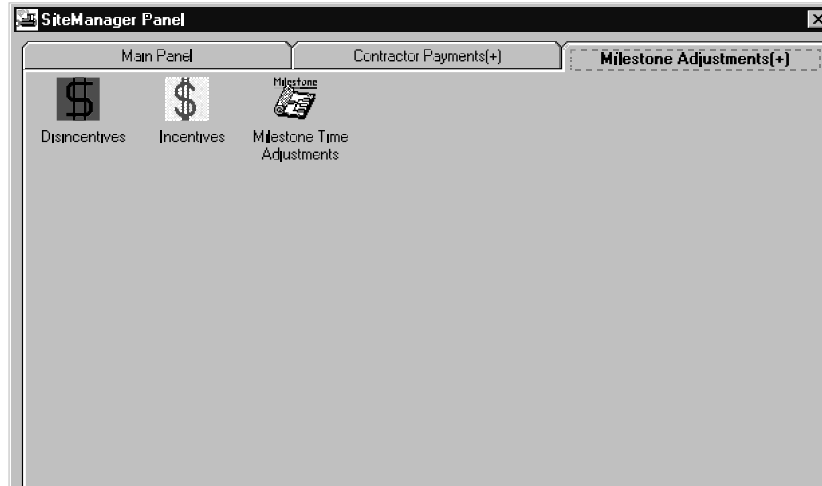 SiteManager Panel
Main Panel
Contractor Payments(+)
Milestone Adjustments(+)
Milestone
Disincentives
Incentives
Milestone Time
Adjustments